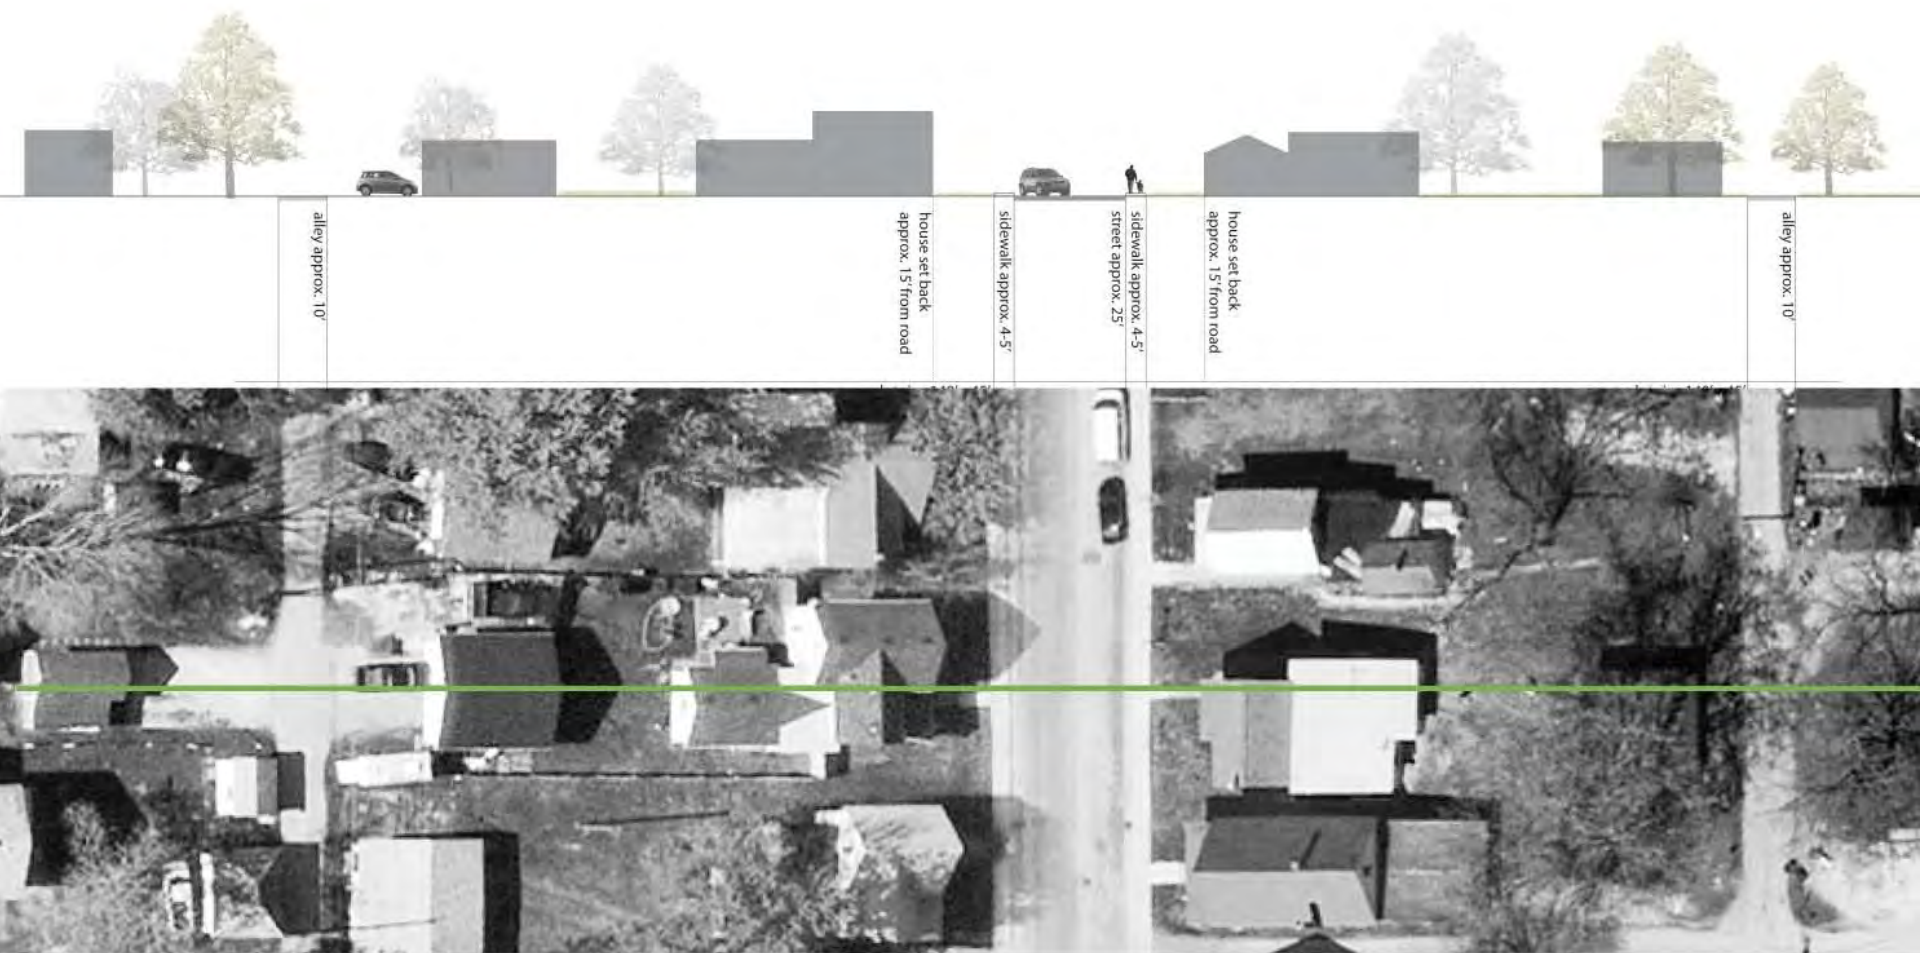 alley approx. 10'
house set back
approx. 15' from road
sidewalk approx. 4-5'
street approx. 25'
sidewalk approx. 4-5'
house set back
approx. 15' from road
alley approx. 10'